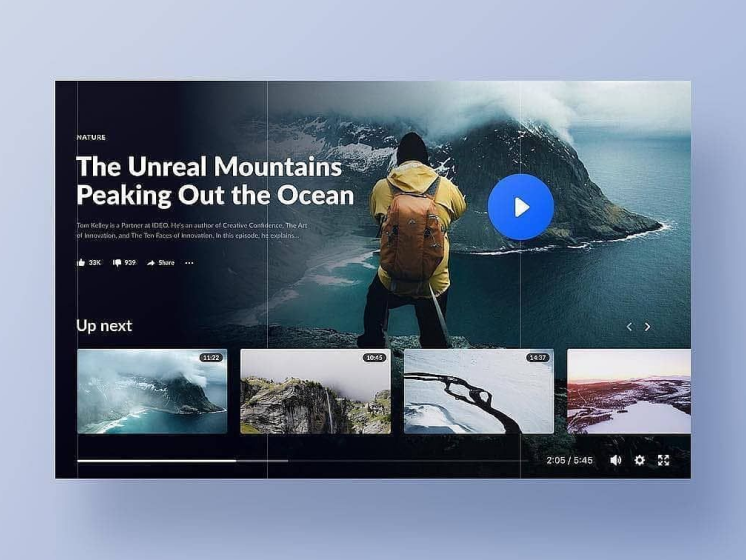 NATURE
The Unreal Mountains
Peaking Out the Ocean
Tom Kelley is a Partner at IDEO. He's an author of Creative Confidence, The Art
of Innovation, and The Ten Faces of Innovation. In this episode, he explains...
33K 939 Share ...
Up next
11:22 10:45 14:37
2:05 / 5:45